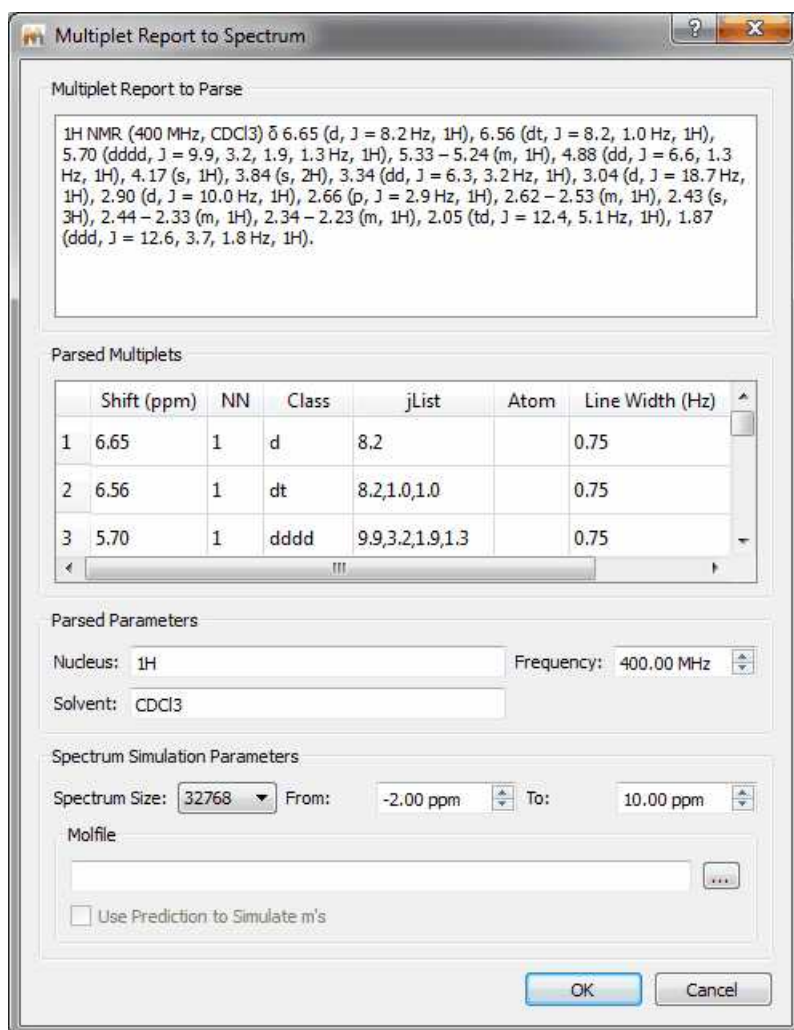 Multiplet Report to Spectrum
Multiplet Report to Parse
1H NMR (400 MHz, CDCl3) δ 6.65 (d, J = 8.2 Hz, 1H), 6.56 (dt, J = 8.2, 1.0 Hz, 1H),
5.70 (dddd, J = 9.9, 3.2, 1.9, 1.3 Hz, 1H), 5.33 – 5.24 (m, 1H), 4.88 (dd, J = 6.6, 1.3
Hz, 1H), 4.17 (s, 1H), 3.84 (s, 2H), 3.34 (dd, J = 6.3, 3.2 Hz, 1H), 3.04 (d, J = 18.7 Hz,
1H), 2.90 (d, J = 10.0 Hz, 1H), 2.66 (p, J = 2.9 Hz, 1H), 2.62 – 2.53 (m, 1H), 2.43 (s,
3H), 2.44 – 2.33 (m, 1H), 2.34 – 2.23 (m, 1H), 2.05 (td, J = 12.4, 5.1 Hz, 1H), 1.87
(ddd, J = 12.6, 3.7, 1.8 Hz, 1H).
Parsed Multiplets
Shift (ppm) NN Class jList Atom Line Width (Hz)
1 6.65 1 d 8.2 0.75
2 6.56 1 dt 8.2,1.0,1.0 0.75
3 5.70 1 dddd 9.9,3.2,1.9,1.3 0.75
Parsed Parameters
Nucleus: 1H Frequency: 400.00 MHz
Solvent: CDCl3
Spectrum Simulation Parameters
Spectrum Size: 32768 From: -2.00 ppm To: 10.00 ppm
Molfile
...
Use Prediction to Simulate m's
OK Cancel